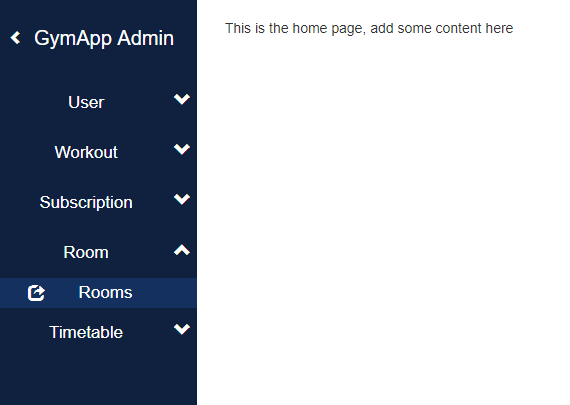 GymApp Admin
User
Workout
Subscription
Room
Rooms
Timetable
This is the home page, add some content here